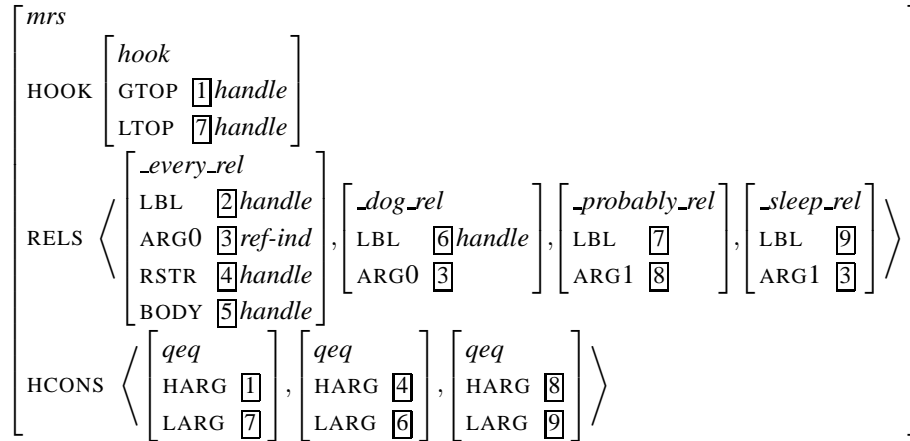 mrs
HOOK
hook
GTOP 1 handle
LTOP 7 handle
RELS ⟨ _every_rel
LBL 2 handle
ARG0 3 ref-ind
RSTR 4 handle
BODY 5 handle
, _dog_rel
LBL 6 handle
ARG0 3
, _probably_rel
LBL 7
ARG1 8
, _sleep_rel
LBL 9
ARG1 3 ⟩
HCONS ⟨ qeq
HARG 1
LARG 7
, qeq
HARG 4
LARG 6
, qeq
HARG 8
LARG 9 ⟩